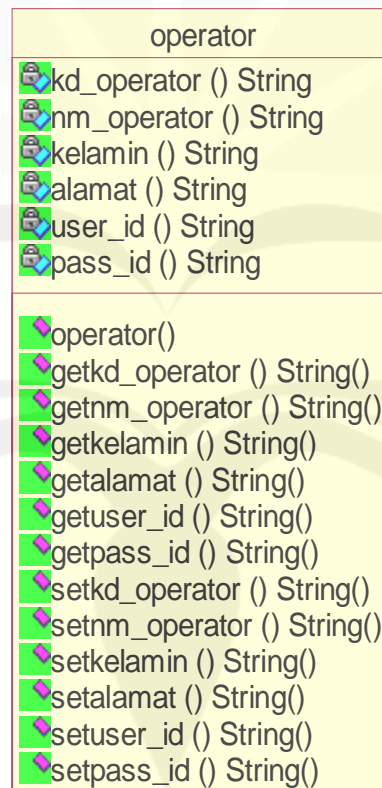 operator
kd_operator () String
nm_operator () String
kelamin () String
alamat () String
user_id () String
pass_id () String
operator()
getkd_operator () String()
getnm_operator () String()
getkelamin () String()
getalamat () String()
getuser_id () String()
getpass_id () String()
setkd_operator () String()
setnm_operator () String()
setkelamin () String()
setalamat () String()
setuser_id () String()
setpass_id () String()